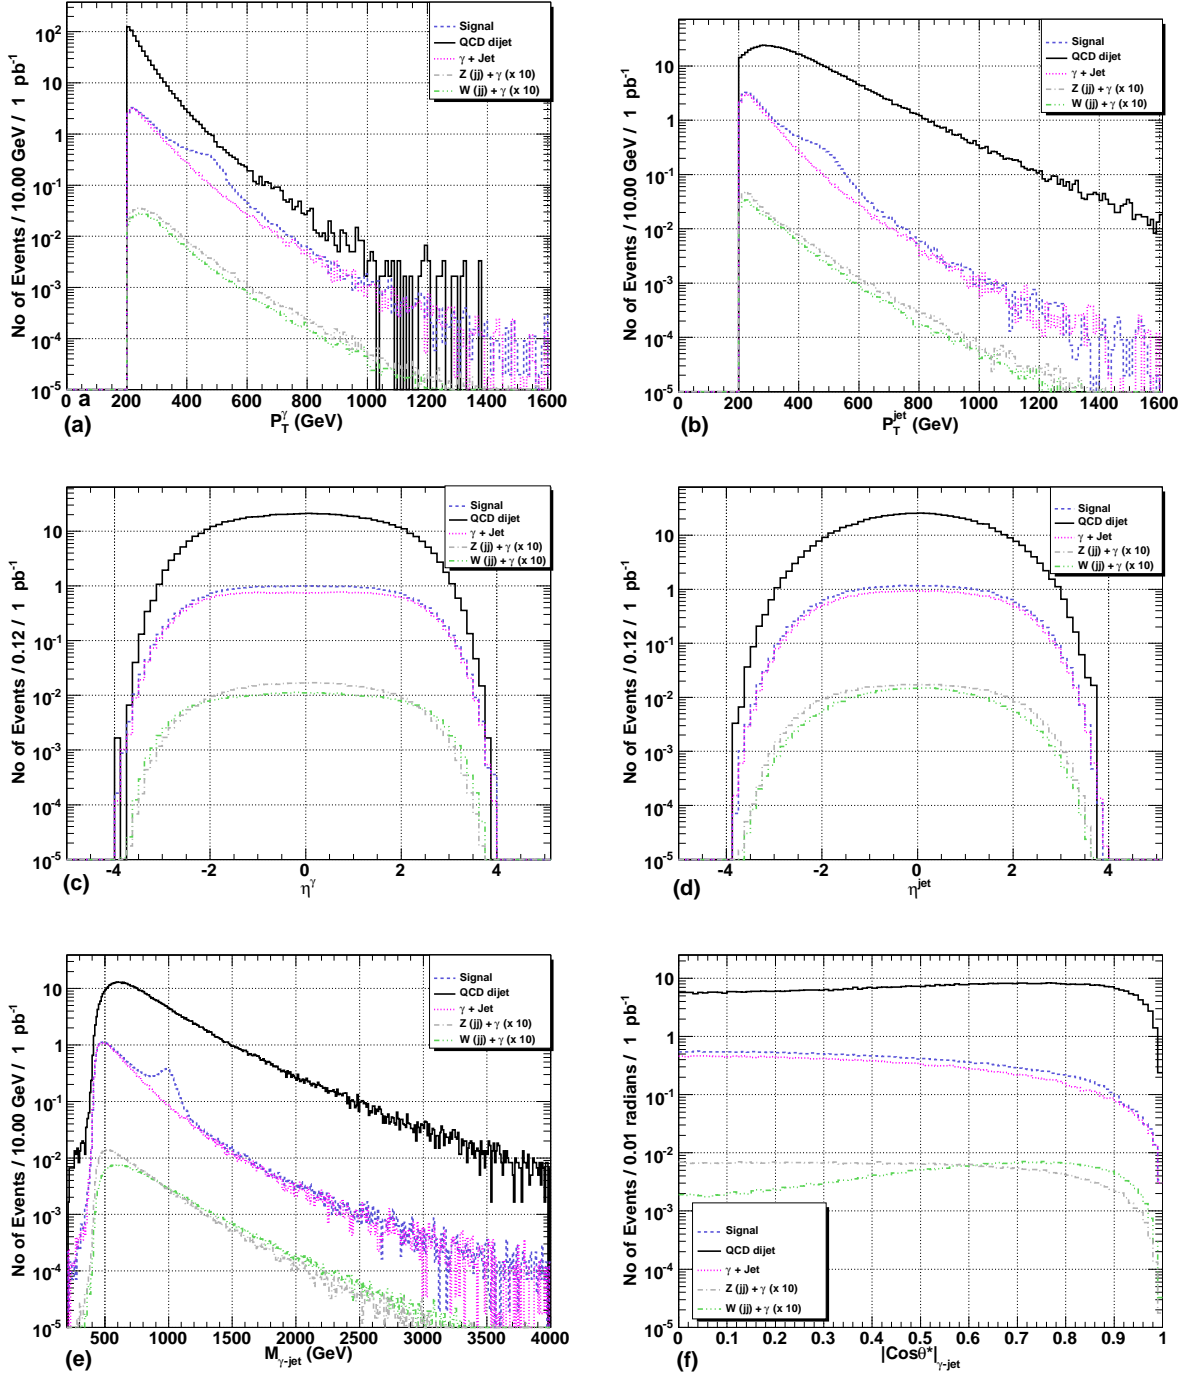 No of Events / 10.00 GeV / 1 pb-1
10²
10
1
10-1
10-2
10-3
10-4
10-5
Signal
QCD dijet
γ + Jet
Z (jj) + γ (x 10)
W (jj) + γ (x 10)
0 a 200 400 600 800 1000 1200 1400 1600
(a) P_T^γ (GeV)
No of Events / 10.00 GeV / 1 pb-1
10²
10
1
10-1
10-2
10-3
10-4
10-5
Signal
QCD dijet
γ + Jet
Z (jj) + γ (x 10)
W (jj) + γ (x 10)
0 200 400 600 800 1000 1200 1400 1600
(b) P_T^jet (GeV)
No of Events / 0.12 / 1 pb-1
10
1
10-1
10-2
10-3
10-4
10-5
Signal
QCD dijet
γ + Jet
Z (jj) + γ (x 10)
W (jj) + γ (x 10)
-4 -2 0 2 4
(c) η^γ
No of Events / 0.12 / 1 pb-1
10
1
10-1
10-2
10-3
10-4
10-5
Signal
QCD dijet
γ + Jet
Z (jj) + γ (x 10)
W (jj) + γ (x 10)
-4 -2 0 2 4
(d) η^jet
No of Events / 10.00 GeV / 1 pb-1
10
1
10-1
10-2
10-3
10-4
10-5
Signal
QCD dijet
γ + Jet
Z (jj) + γ (x 10)
W (jj) + γ (x 10)
500 1000 1500 2000 2500 3000 3500 4000
(e) M_γ-jet (GeV)
No of Events / 0.01 radians / 1 pb-1
10
1
10-1
10-2
10-3
10-4
10-5
Signal
QCD dijet
γ + Jet
Z (jj) + γ (x 10)
W (jj) + γ (x 10)
0 0.1 0.2 0.3 0.4 0.5 0.6 0.7 0.8 0.9 1
|Cosθ*|_γ-jet (f)